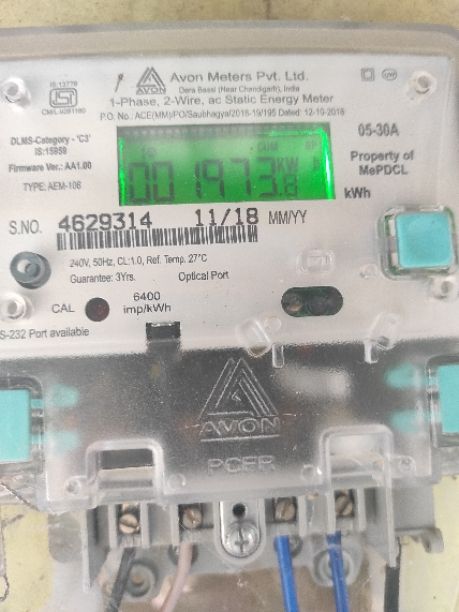 IS:13779
CM/L-9091160
AVON
Avon Meters Pvt. Ltd.
Dera Bassi (Near Chandigarh), India
1-Phase, 2-Wire, ac Static Energy Meter
P.O. No.: ACE(MM)/PO/Saubhagya/2018-19/195 Dated: 12-10-2018
DLMS-Category - 'C3'
IS:15959
Firmware Ver.: AA1.00
TYPE: AEM-106
CUM
001973.8 KW
05-30A
Property of
MePDCL
kWh
S.NO. 4629314 11/18 MM/YY
240V, 50Hz, CL:1.0, Ref. Temp. 27°C
Guarantee: 3Yrs. Optical Port
CAL 6400
imp/kWh
S-232 Port available
AVON